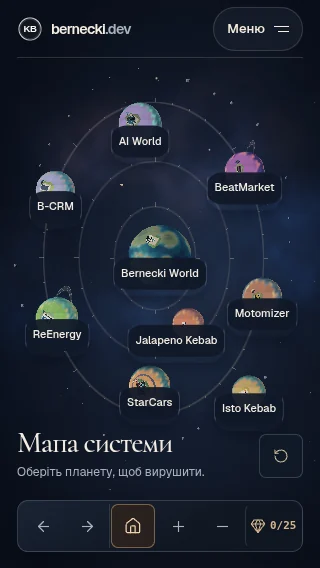 KB bernecki.dev Меню
AI World
BeatMarket
B-CRM
Bernecki World
Motomizer
ReEnergy
Jalapeno Kebab
StarCars
Isto Kebab
Мапа системи
Оберіть планету, щоб вирушити.
0/25